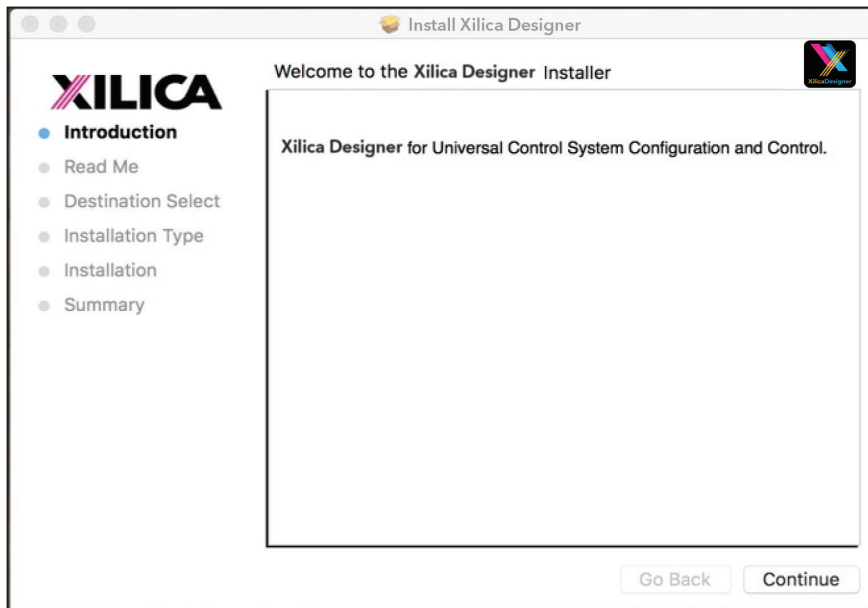 Install Xilica Designer
Welcome to the Xilica Designer Installer
XilicaDesigner
XILICA
Introduction
Read Me
Destination Select
Installation Type
Installation
Summary
Xilica Designer for Universal Control System Configuration and Control.
Go Back
Continue